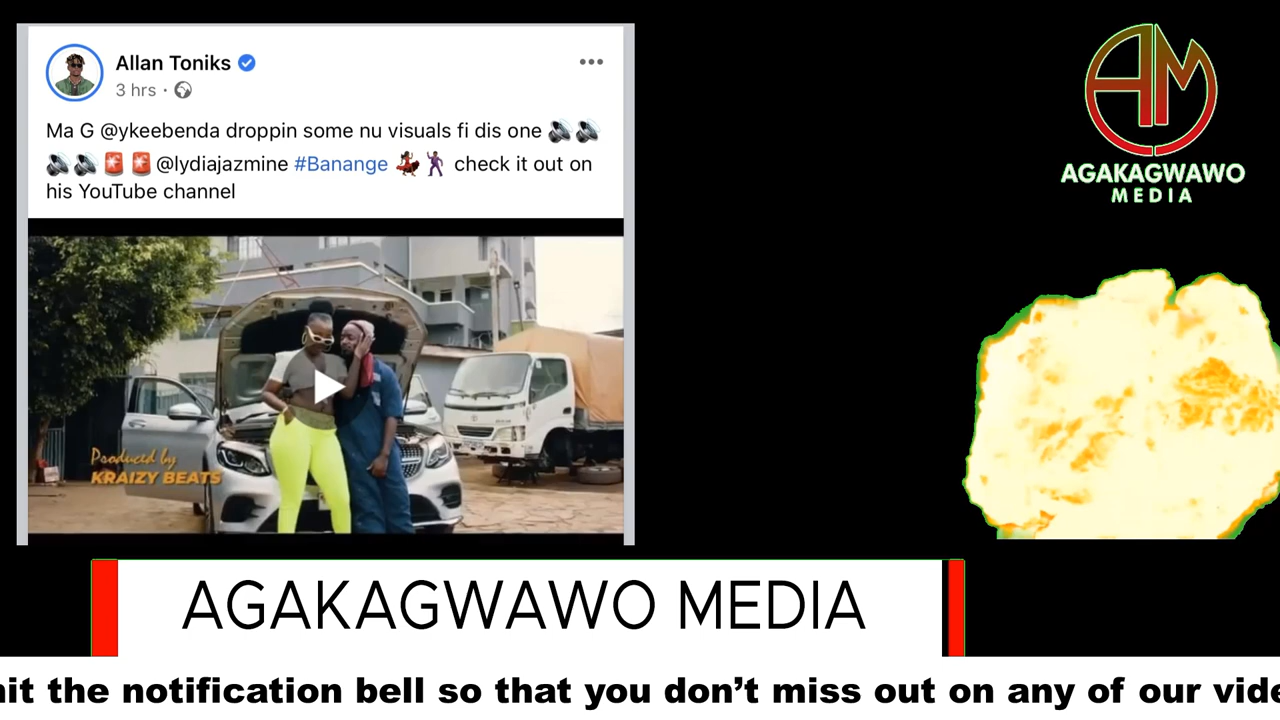 Allan Toniks
3 hrs ·
Ma G @ykeebenda droppin some nu visuals fi dis one 🔊🔊
🔊🔊🚨🚨 @lydiajazmine #Banange 💃🕺 check it out on
his YouTube channel
Produced by
KRAIZY BEATS
AM
AGAKAGWAWO
MEDIA
AGAKAGWAWO MEDIA
hit the notification bell so that you don’t miss out on any of our vide